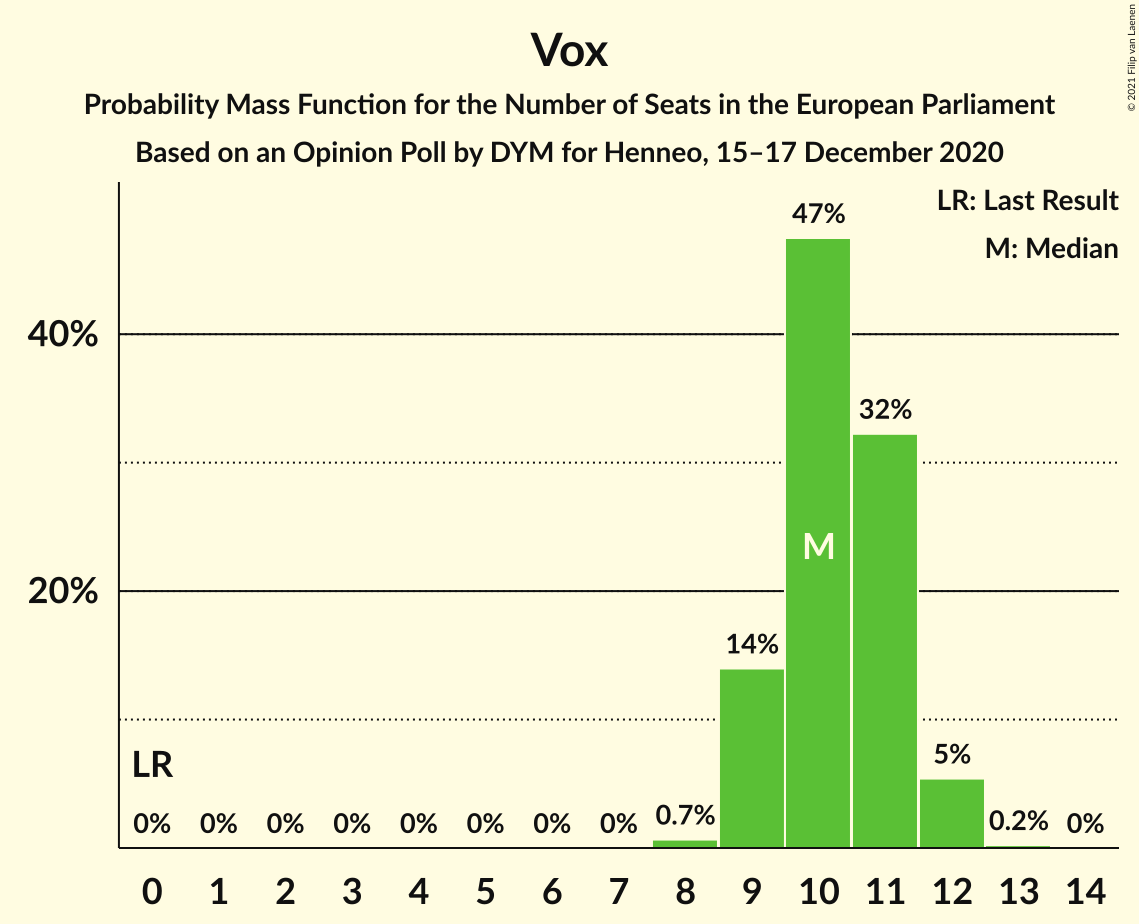 Vox
Probability Mass Function for the Number of Seats in the European Parliament
Based on an Opinion Poll by DYM for Henneo, 15–17 December 2020
© 2021 Filip van Laenen
LR: Last Result
M: Median
47%
40%
32%
M
20%
14%
LR
5%
0% 0% 0% 0% 0% 0% 0% 0% 0.7% 0.2% 0%
0 1 2 3 4 5 6 7 8 9 10 11 12 13 14